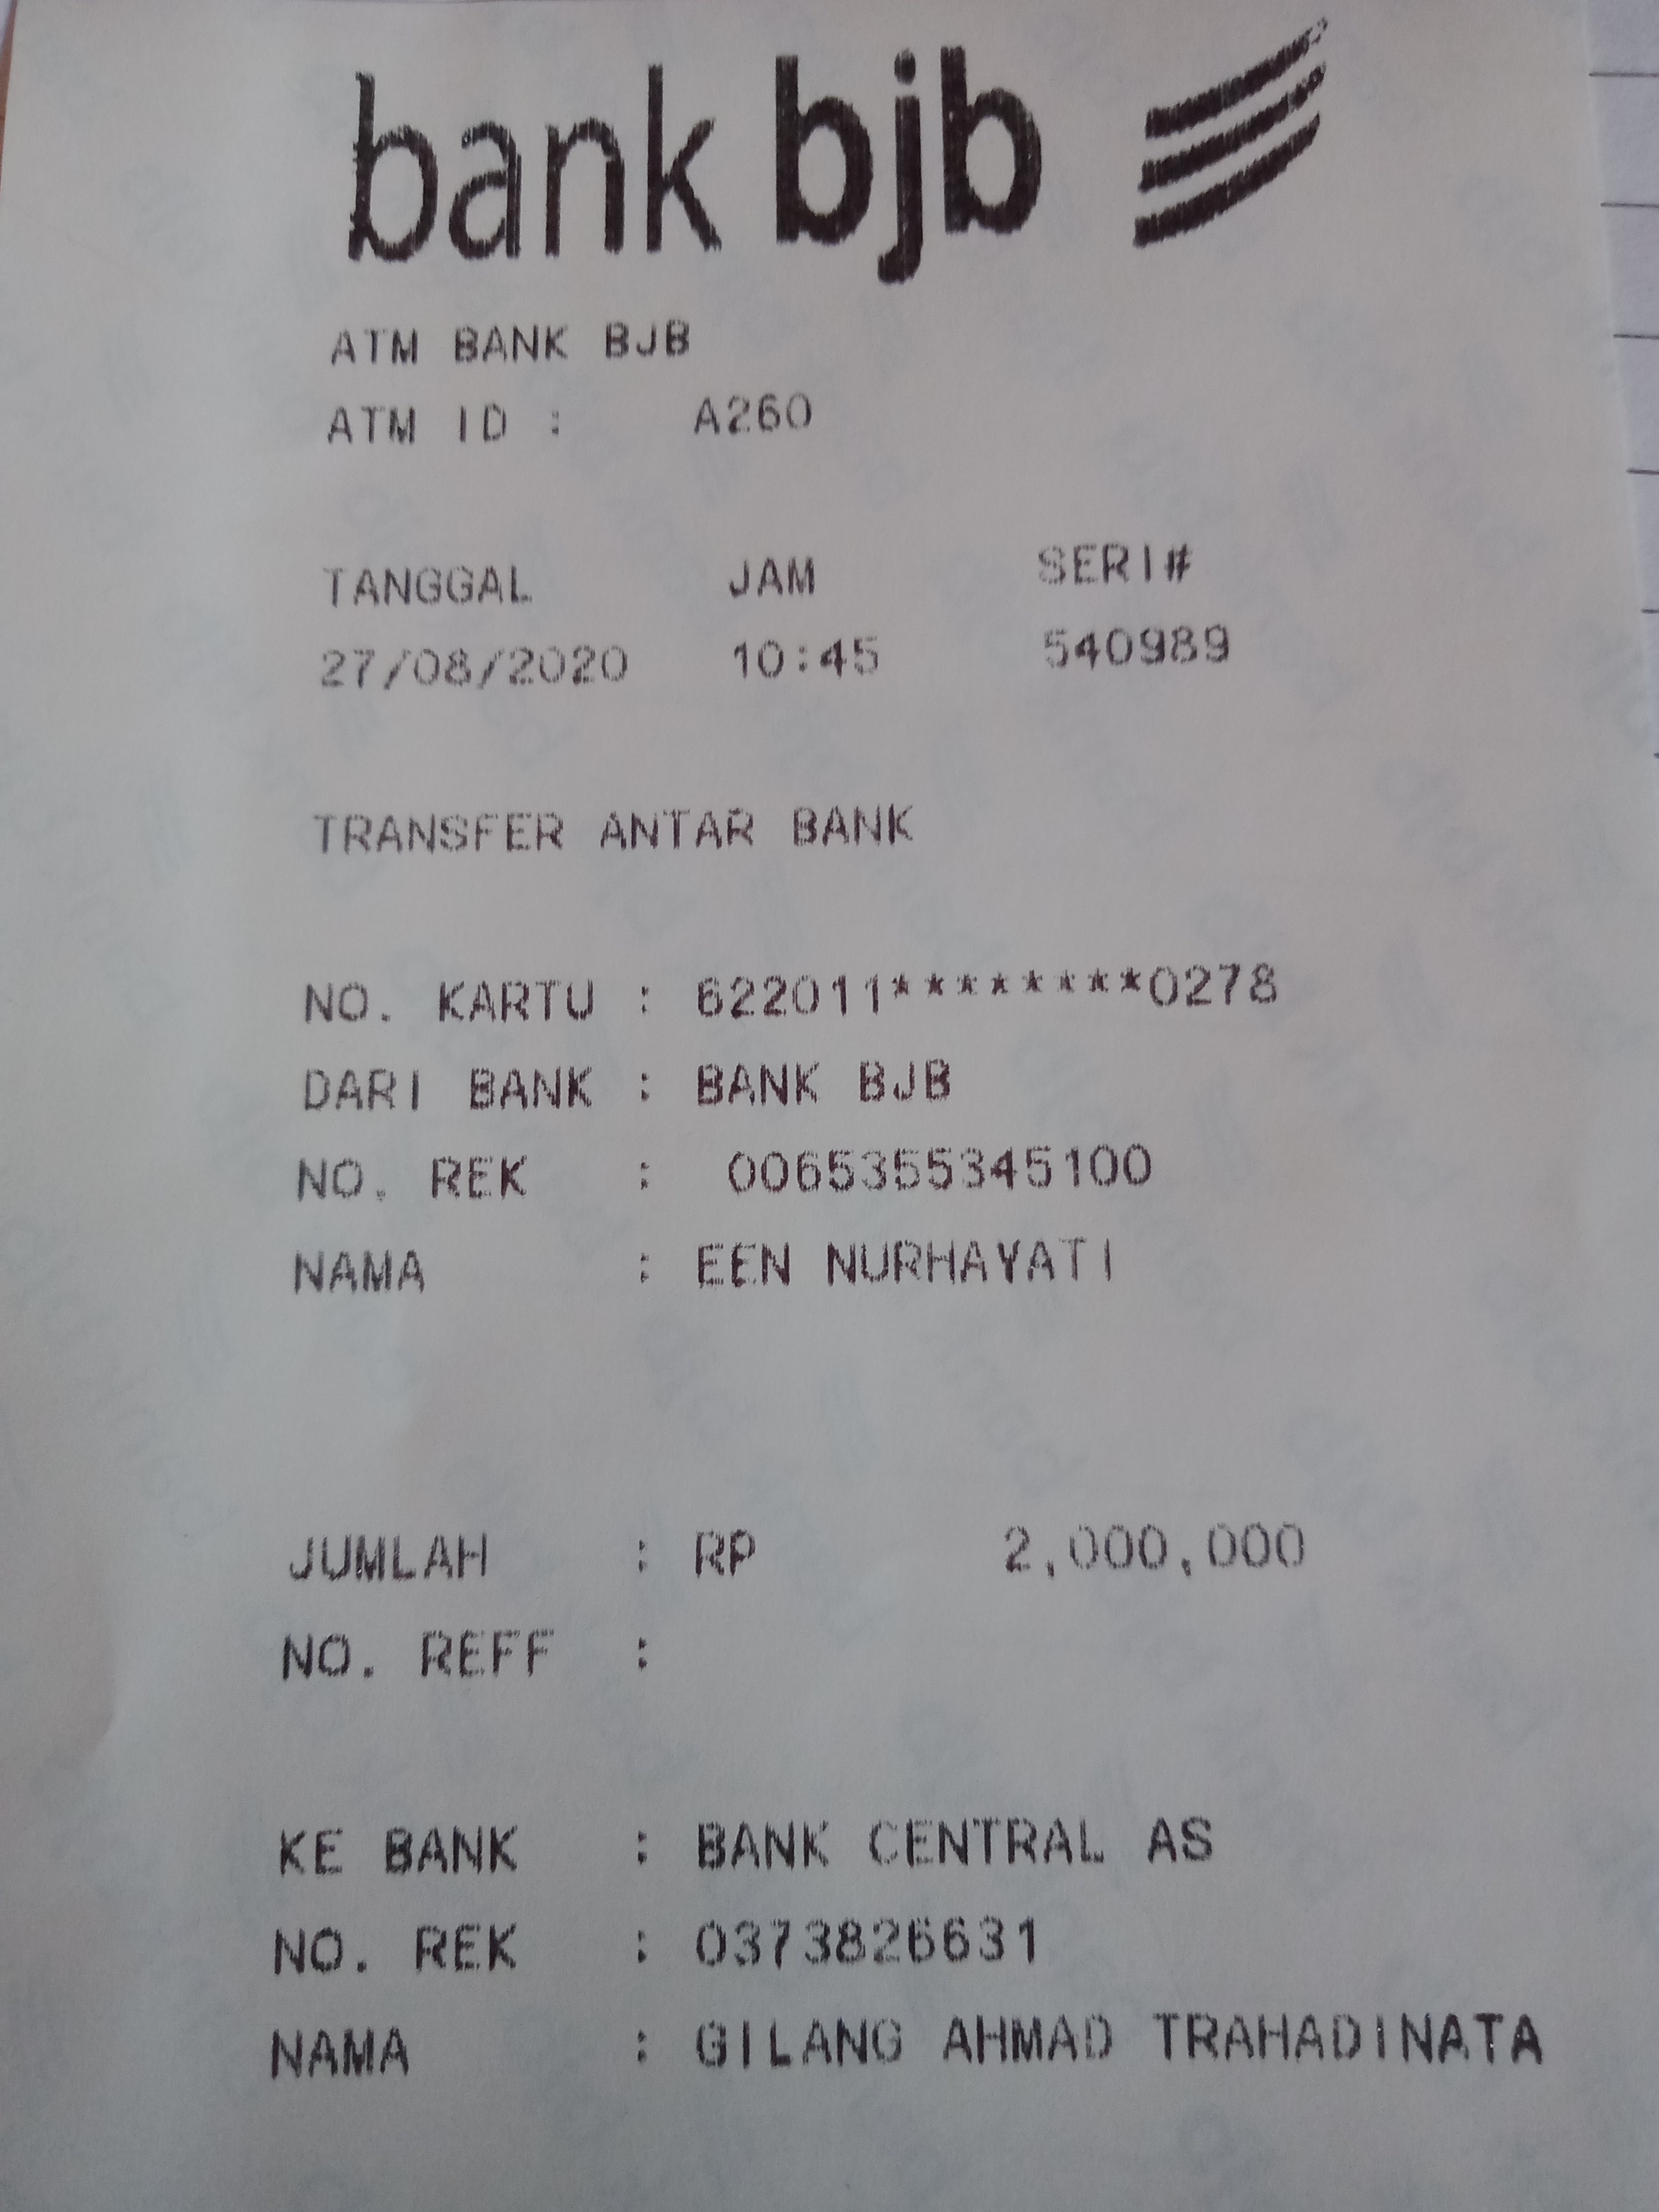 bank bjb
ATM BANK BJB
ATM ID : A260
TANGGAL JAM SERI#
27/08/2020 10:45 540989
TRANSFER ANTAR BANK
NO. KARTU : 622011********0278
DARI BANK : BANK BJB
NO. REK : 0065355345100
NAMA : EEN NURHAYATI
JUMLAH : RP 2,000,000
NO. REFF :
KE BANK : BANK CENTRAL AS
NO. REK : 0373826631
NAMA : GILANG AHMAD TRAHADINATA